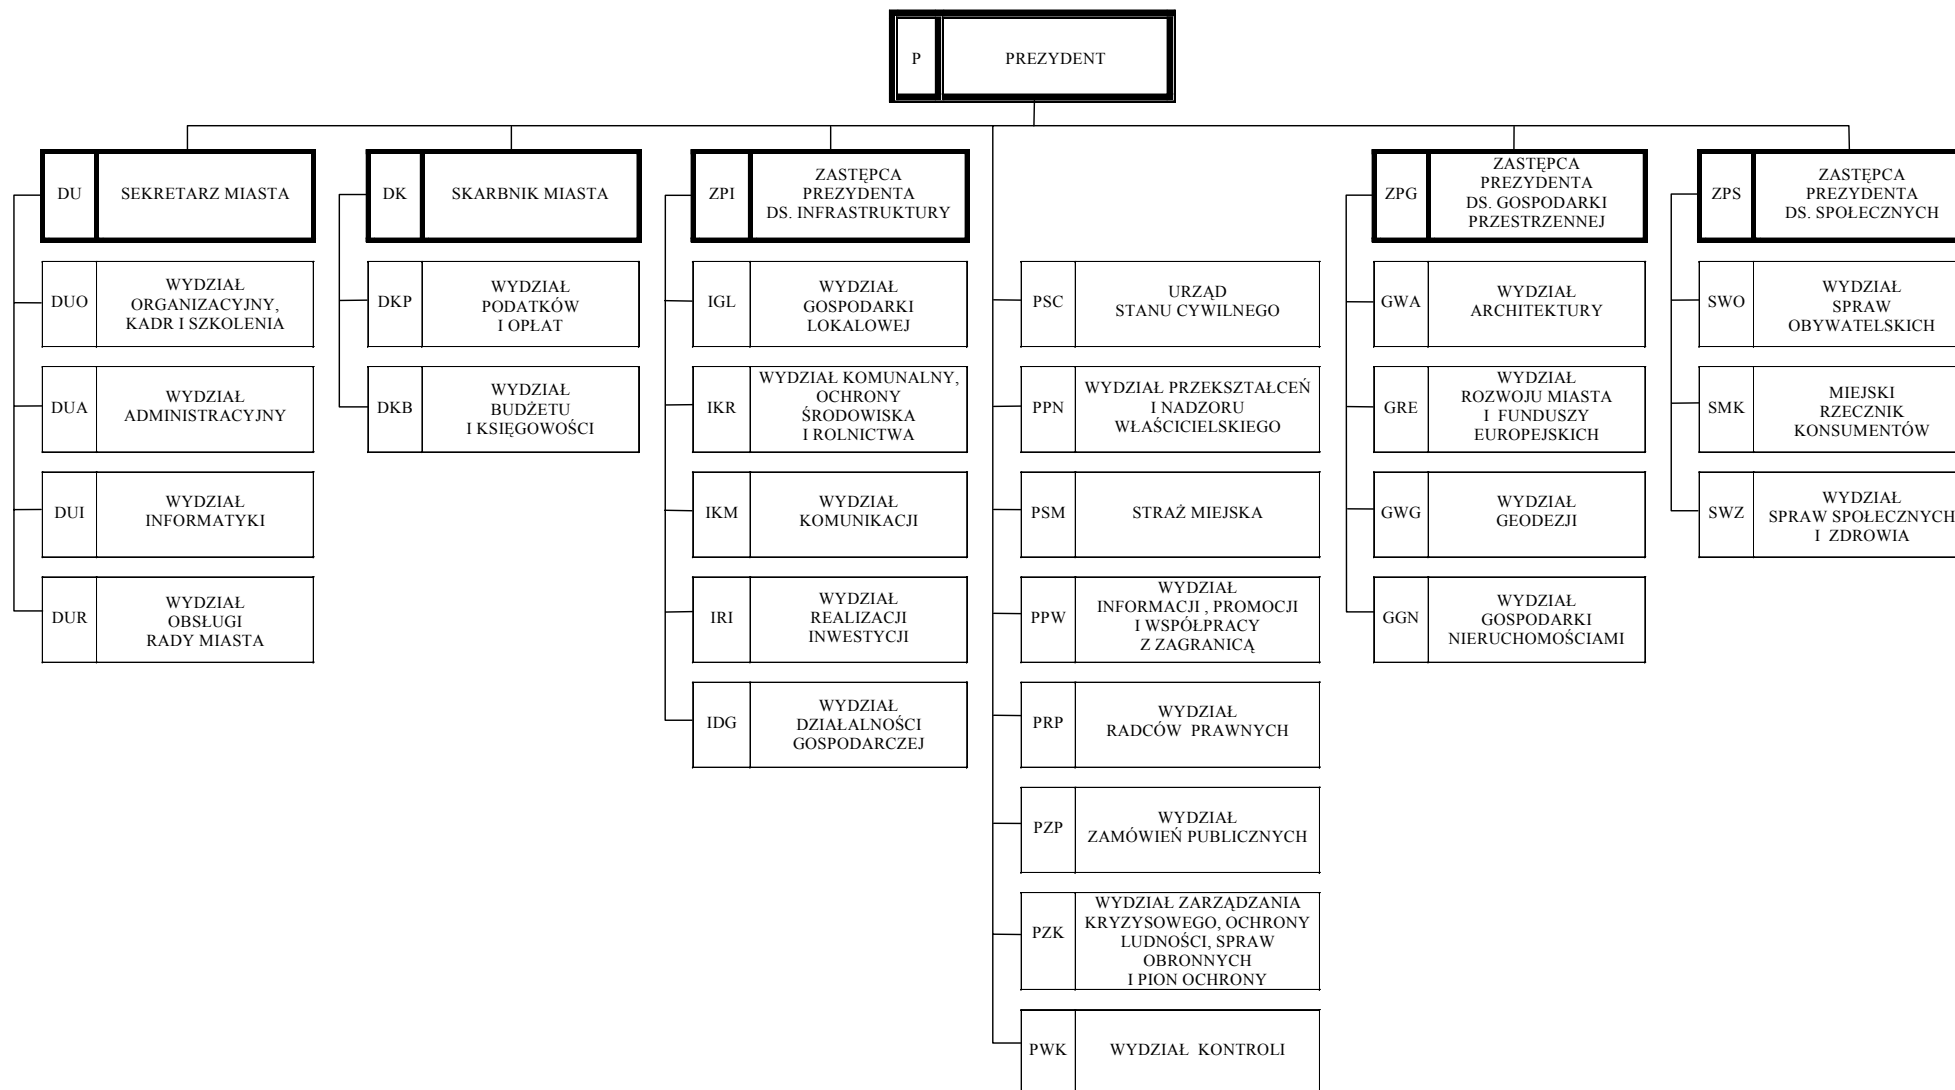 P
PREZYDENT
DU
SEKRETARZ MIASTA
DUO
WYDZIAŁ
ORGANIZACYJNY,
KADR I SZKOLENIA
DUA
WYDZIAŁ
ADMINISTRACYJNY
DUI
WYDZIAŁ
INFORMATYKI
DUR
WYDZIAŁ
OBSŁUGI
RADY MIASTA
DK
SKARBNIK MIASTA
DKP
WYDZIAŁ
PODATKÓW
I OPŁAT
DKB
WYDZIAŁ
BUDŻETU
I KSIĘGOWOŚCI
ZPI
ZASTĘPCA
PREZYDENTA
DS. INFRASTRUKTURY
IGL
WYDZIAŁ
GOSPODARKI
LOKALOWEJ
IKR
WYDZIAŁ KOMUNALNY,
OCHRONY
ŚRODOWISKA
I ROLNICTWA
IKM
WYDZIAŁ
KOMUNIKACJI
IRI
WYDZIAŁ
REALIZACJI
INWESTYCJI
IDG
WYDZIAŁ
DZIAŁALNOŚCI
GOSPODARCZEJ
PSC
URZĄD
STANU CYWILNEGO
PPN
WYDZIAŁ PRZEKSZTAŁCEŃ
I NADZORU
WŁAŚCICIELSKIEGO
PSM
STRAŻ MIEJSKA
PPW
WYDZIAŁ
INFORMACJI , PROMOCJI
I WSPÓŁPRACY
Z ZAGRANICĄ
PRP
WYDZIAŁ
RADCÓW PRAWNYCH
PZP
WYDZIAŁ
ZAMÓWIEŃ PUBLICZNYCH
PZK
WYDZIAŁ ZARZĄDZANIA
KRYZYSOWEGO, OCHRONY
LUDNOŚCI, SPRAW
OBRONNYCH
I PION OCHRONY
PWK
WYDZIAŁ KONTROLI
ZPG
ZASTĘPCA
PREZYDENTA
DS. GOSPODARKI
PRZESTRZENNEJ
GWA
WYDZIAŁ
ARCHITEKTURY
GRE
WYDZIAŁ
ROZWOJU MIASTA
I FUNDUSZY
EUROPEJSKICH
GWG
WYDZIAŁ
GEODEZJI
GGN
WYDZIAŁ
GOSPODARKI
NIERUCHOMOŚCIAMI
ZPS
ZASTĘPCA
PREZYDENTA
DS. SPOŁECZNYCH
SWO
WYDZIAŁ
SPRAW
OBYWATELSKICH
SMK
MIEJSKI
RZECZNIK
KONSUMENTÓW
SWZ
WYDZIAŁ
SPRAW SPOŁECZNYCH
I ZDROWIA